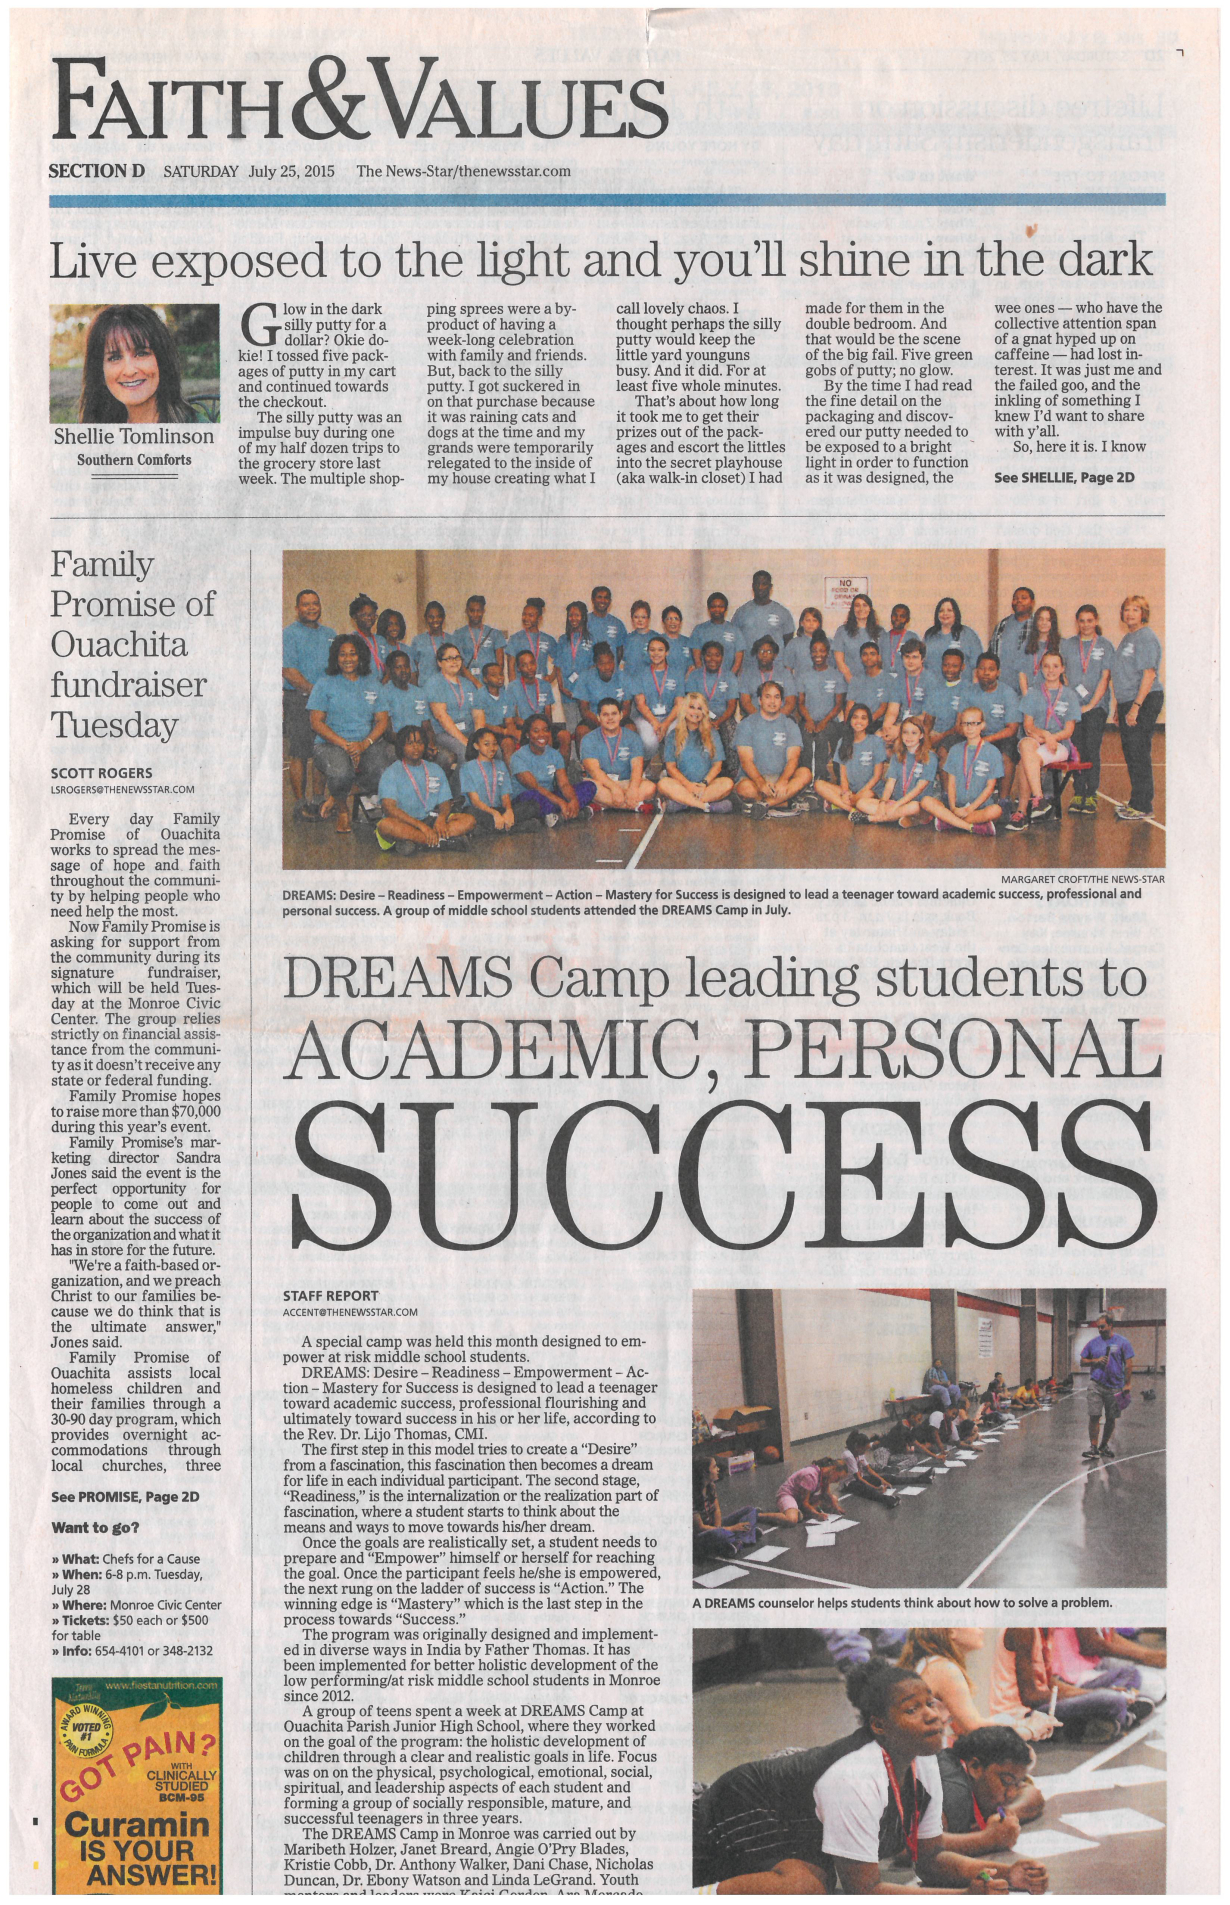 FAITH&VALUES
SECTION D SATURDAY July 25, 2015 The News-Star/thenewsstar.com
Live exposed to the light and you'll shine in the dark
Shellie Tomlinson
Southern Comforts
Glow in the dark
silly putty for a
dollar? Okie do-
kie! I tossed five pack-
ages of putty in my cart
and continued towards
the checkout.
The silly putty was an
impulse buy during one
of my half dozen trips to
the grocery store last
week. The multiple shop-
ping sprees were a by-
product of having a
week-long celebration
with family and friends.
But, back to the silly
putty. I got suckered in
on that purchase because
it was raining cats and
dogs at the time and my
grands were temporarily
relegated to the inside of
my house creating what I
call lovely chaos. I
thought perhaps the silly
putty would keep the
little yard younguns
busy. And it did. For at
least five whole minutes.
That's about how long
it took me to get their
prizes out of the pack-
ages and escort the littles
into the secret playhouse
(aka walk-in closet) I had
made for them in the
double bedroom. And
that would be the scene
of the big fail. Five green
gobs of putty; no glow.
By the time I had read
the fine detail on the
packaging and discov-
ered our putty needed to
be exposed to a bright
light in order to function
as it was designed, the
wee ones — who have the
collective attention span
of a gnat hyped up on
caffeine — had lost in-
terest. It was just me and
the failed goo, and the
inkling of something I
knew I'd want to share
with y'all.
So, here it is. I know
See SHELLIE, Page 2D
Family
Promise of
Ouachita
fundraiser
Tuesday
SCOTT ROGERS
LSROGERS@THENEWSSTAR.COM
Every day Family
Promise of Ouachita
works to spread the mes-
sage of hope and faith
throughout the communi-
ty by helping people who
need help the most.
Now Family Promise is
asking for support from
the community during its
signature fundraiser,
which will be held Tues-
day at the Monroe Civic
Center. The group relies
strictly on financial assis-
tance from the communi-
ty as it doesn't receive any
state or federal funding.
Family Promise hopes
to raise more than $70,000
during this year's event.
Family Promise's mar-
keting director Sandra
Jones said the event is the
perfect opportunity for
people to come out and
learn about the success of
the organization and what it
has in store for the future.
"We're a faith-based or-
ganization, and we preach
Christ to our families be-
cause we do think that is
the ultimate answer,"
Jones said.
Family Promise of
Ouachita assists local
homeless children and
their families through a
30-90 day program, which
provides overnight ac-
commodations through
local churches, three
See PROMISE, Page 2D
Want to go?
» What: Chefs for a Cause
» When: 6-8 p.m. Tuesday,
July 28
» Where: Monroe Civic Center
» Tickets: $50 each or $500
for table
» Info: 654-4101 or 348-2132
www.fiestanutrition.com
AWARD WINNING
VOTED
#1
PAIN FORMULA
GOT PAIN?
WITH
CLINICALLY
STUDIED
BCM-95
Curamin
IS YOUR
ANSWER!
NO
FOOD OR
DRINK
MARGARET CROFT/THE NEWS-STAR
DREAMS: Desire – Readiness – Empowerment – Action – Mastery for Success is designed to lead a teenager toward academic success, professional and
personal success. A group of middle school students attended the DREAMS Camp in July.
DREAMS Camp leading students to
ACADEMIC, PERSONAL
SUCCESS
STAFF REPORT
ACCENT@THENEWSSTAR.COM
A special camp was held this month designed to em-
power at risk middle school students.
DREAMS: Desire – Readiness – Empowerment – Ac-
tion – Mastery for Success is designed to lead a teenager
toward academic success, professional flourishing and
ultimately toward success in his or her life, according to
the Rev. Dr. Lijo Thomas, CMI.
The first step in this model tries to create a "Desire"
from a fascination, this fascination then becomes a dream
for life in each individual participant. The second stage,
"Readiness," is the internalization or the realization part of
fascination, where a student starts to think about the
means and ways to move towards his/her dream.
Once the goals are realistically set, a student needs to
prepare and "Empower" himself or herself for reaching
the goal. Once the participant feels he/she is empowered,
the next rung on the ladder of success is "Action." The
winning edge is "Mastery" which is the last step in the
process towards "Success."
The program was originally designed and implement-
ed in diverse ways in India by Father Thomas. It has
been implemented for better holistic development of the
low performing/at risk middle school students in Monroe
since 2012.
A group of teens spent a week at DREAMS Camp at
Ouachita Parish Junior High School, where they worked
on the goal of the program: the holistic development of
children through a clear and realistic goals in life. Focus
was on on the physical, psychological, emotional, social,
spiritual, and leadership aspects of each student and
forming a group of socially responsible, mature, and
successful teenagers in three years.
The DREAMS Camp in Monroe was carried out by
Maribeth Holzer, Janet Breard, Angie O'Pry Blades,
Kristie Cobb, Dr. Anthony Walker, Dani Chase, Nicholas
Duncan, Dr. Ebony Watson and Linda LeGrand. Youth
A DREAMS counselor helps students think about how to solve a problem.